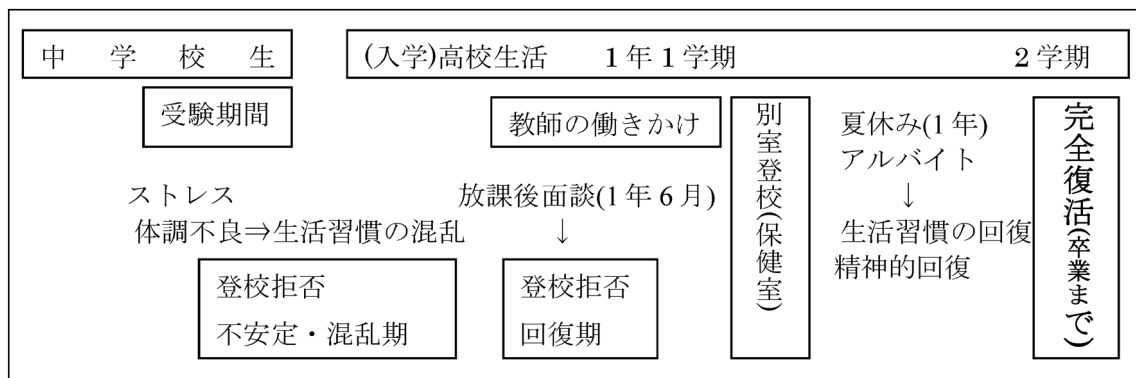 中学校生
(入学)高校生活 1年1学期 2学期
受験期間
教師の働きかけ
別室登校(保健室)
夏休み(1年)
アルバイト
↓
生活習慣の回復
精神的回復
完全復活(卒業まで)
ストレス
体調不良⇒生活習慣の混乱
放課後面談(1年6月)
↓
登校拒否
不安定・混乱期
登校拒否
回復期